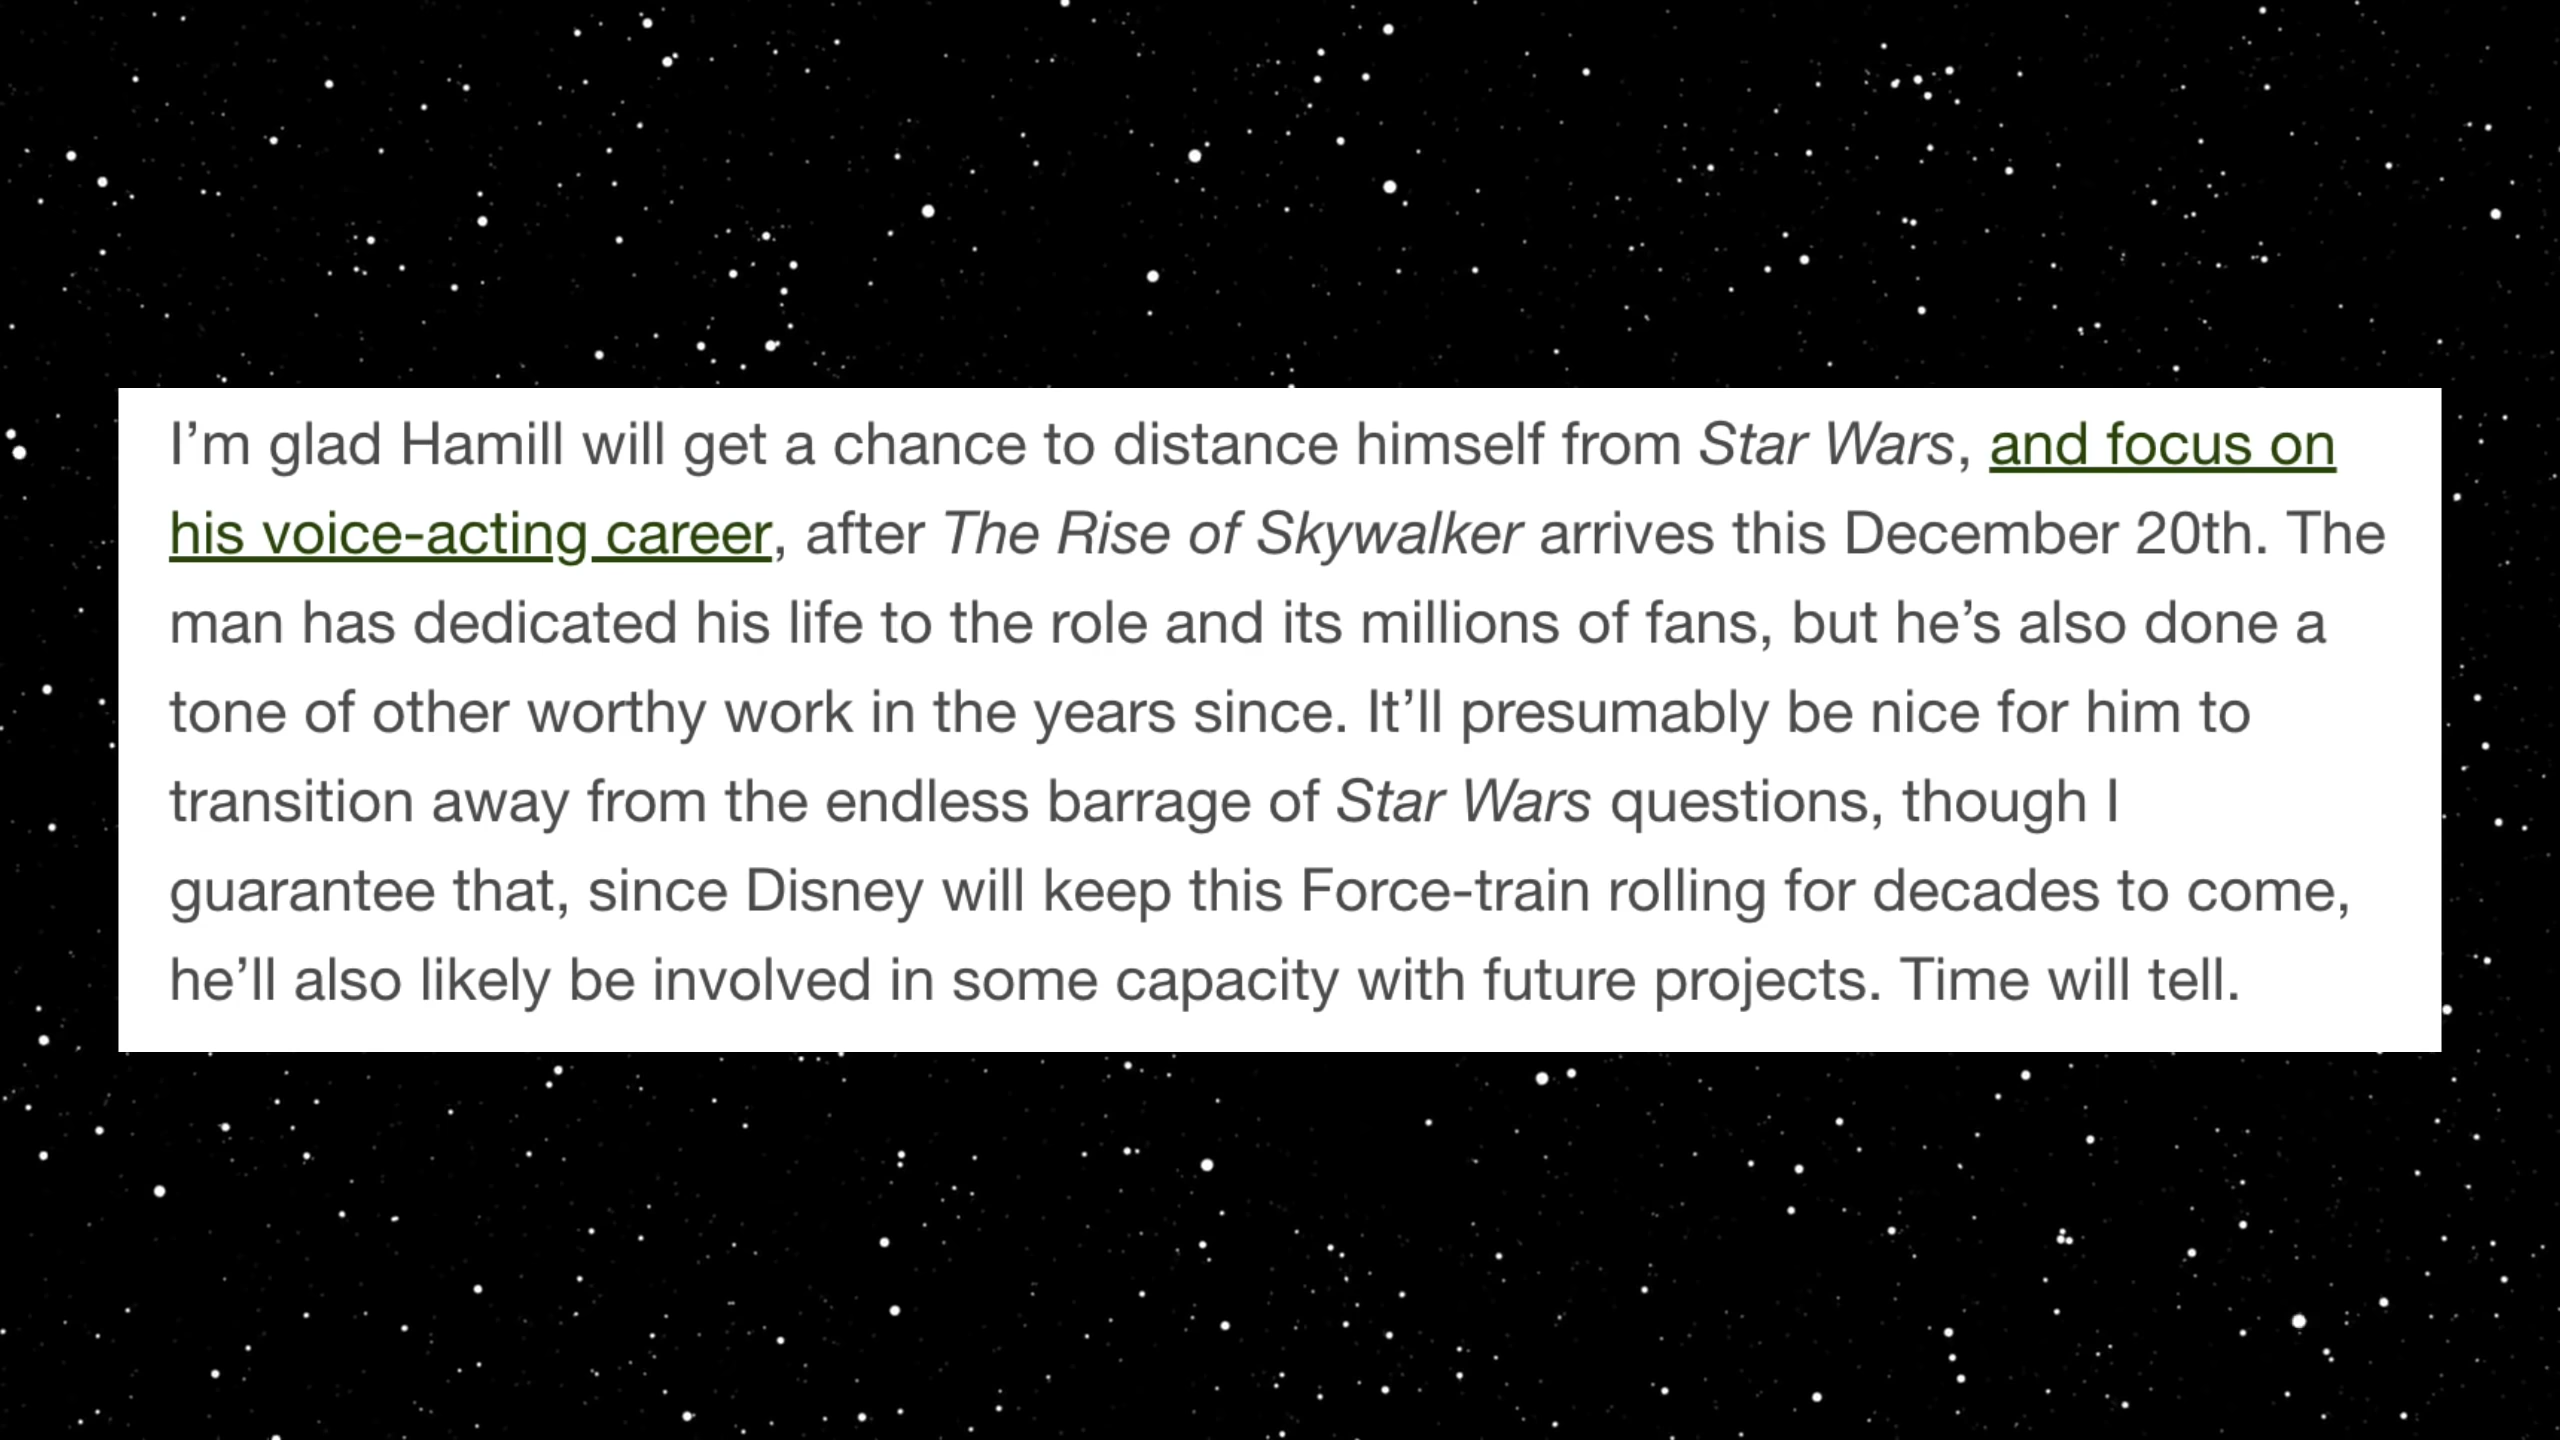 I’m glad Hamill will get a chance to distance himself from Star Wars, and focus on
his voice-acting career, after The Rise of Skywalker arrives this December 20th. The
man has dedicated his life to the role and its millions of fans, but he’s also done a
tone of other worthy work in the years since. It’ll presumably be nice for him to
transition away from the endless barrage of Star Wars questions, though I
guarantee that, since Disney will keep this Force-train rolling for decades to come,
he’ll also likely be involved in some capacity with future projects. Time will tell.